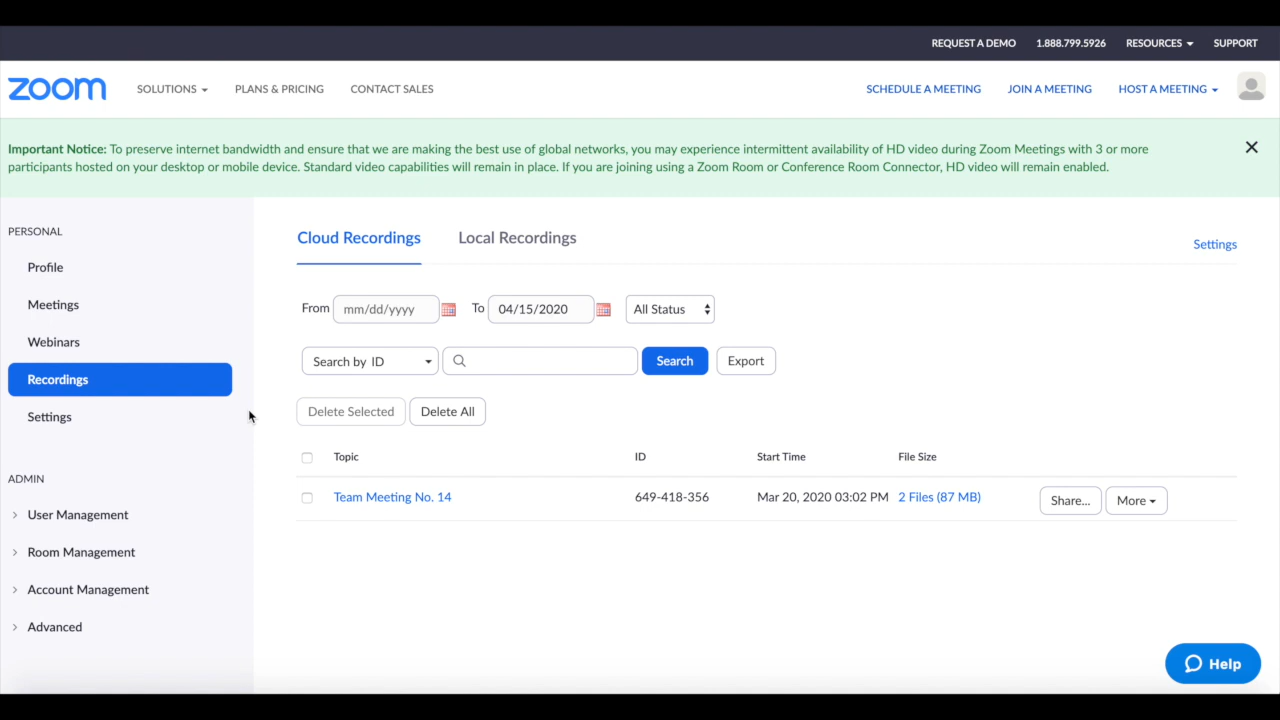 REQUEST A DEMO 1.888.799.5926 RESOURCES SUPPORT
zoom SOLUTIONS PLANS & PRICING CONTACT SALES SCHEDULE A MEETING JOIN A MEETING HOST A MEETING
Important Notice: To preserve internet bandwidth and ensure that we are making the best use of global networks, you may experience intermittent availability of HD video during Zoom Meetings with 3 or more
participants hosted on your desktop or mobile device. Standard video capabilities will remain in place. If you are joining using a Zoom Room or Conference Room Connector, HD video will remain enabled.
PERSONAL
Profile
Meetings
Webinars
Recordings
Settings
ADMIN
User Management
Room Management
Account Management
Advanced
Cloud Recordings Local Recordings Settings
From mm/dd/yyyy To 04/15/2020 All Status
Search by ID Search Export
Delete Selected Delete All
Topic ID Start Time File Size
Team Meeting No. 14 649-418-356 Mar 20, 2020 03:02 PM 2 Files (87 MB) Share... More
Help